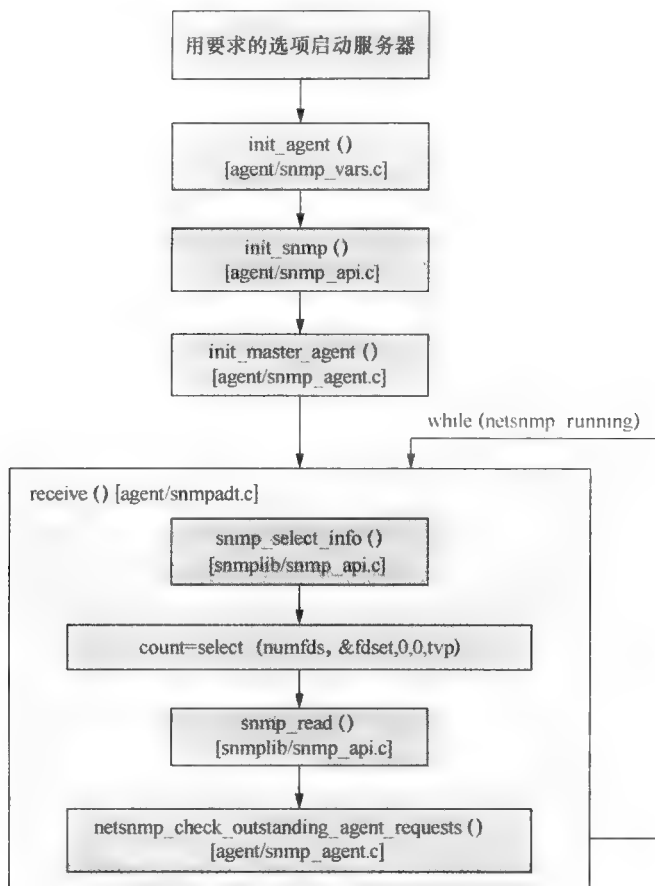 用要求的选项启动服务器
init_agent ()
[agent/snmp_vars.c]
init_snmp ()
[agent/snmp_api.c]
init_master_agent ()
[agent/snmp_agent.c]
while (netsnmp_running)
receive () [agent/snmpadt.c]
snmp_select_info ()
[snmplib/snmp_api.c]
count=select (numfds, &fdset,0,0,tvp)
snmp_read ()
[snmplib/snmp_api.c]
netsnmp_check_outstanding_agent_requests ()
[agent/snmp_agent.c]